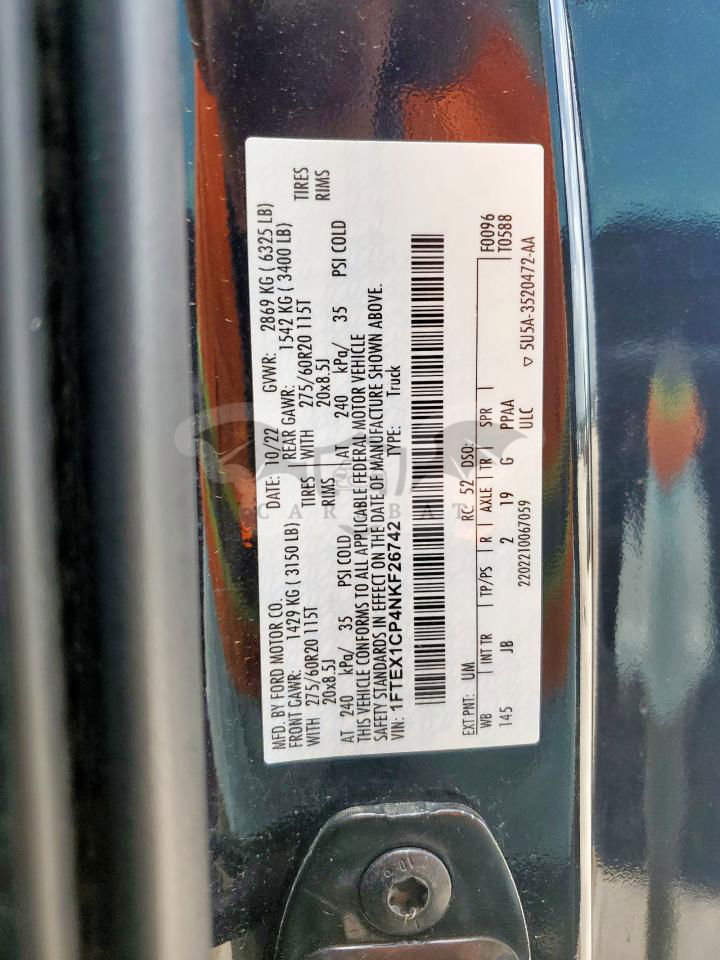 MFD. BY FORD MOTOR CO. DATE: 10/22 GVWR: 2869 KG ( 6325 LB)
FRONT GAWR: 1429 KG ( 3150 LB) REAR GAWR: 1542 KG ( 3400 LB)
WITH 275/60R20 115T TIRES WITH 275/60R20 115T TIRES
20x8.5J RIMS 20x8.5J RIMS
AT 240 kPa/ 35 PSI COLD AT 240 kPa/ 35 PSI COLD
THIS VEHICLE CONFORMS TO ALL APPLICABLE FEDERAL MOTOR VEHICLE
SAFETY STANDARDS IN EFFECT ON THE DATE OF MANUFACTURE SHOWN ABOVE.
VIN: 1FTEX1CP4NKF26742 TYPE: Truck
F0096
T0588
EXT PNT: UM RC: 52 DSO:
WB INT TR TP/PS R AXLE TR SPR
145 JB 2 19 G PPAA
2202210067059 ULC
▽ 5U5A-3520472-AA
CAR BAT
10.9